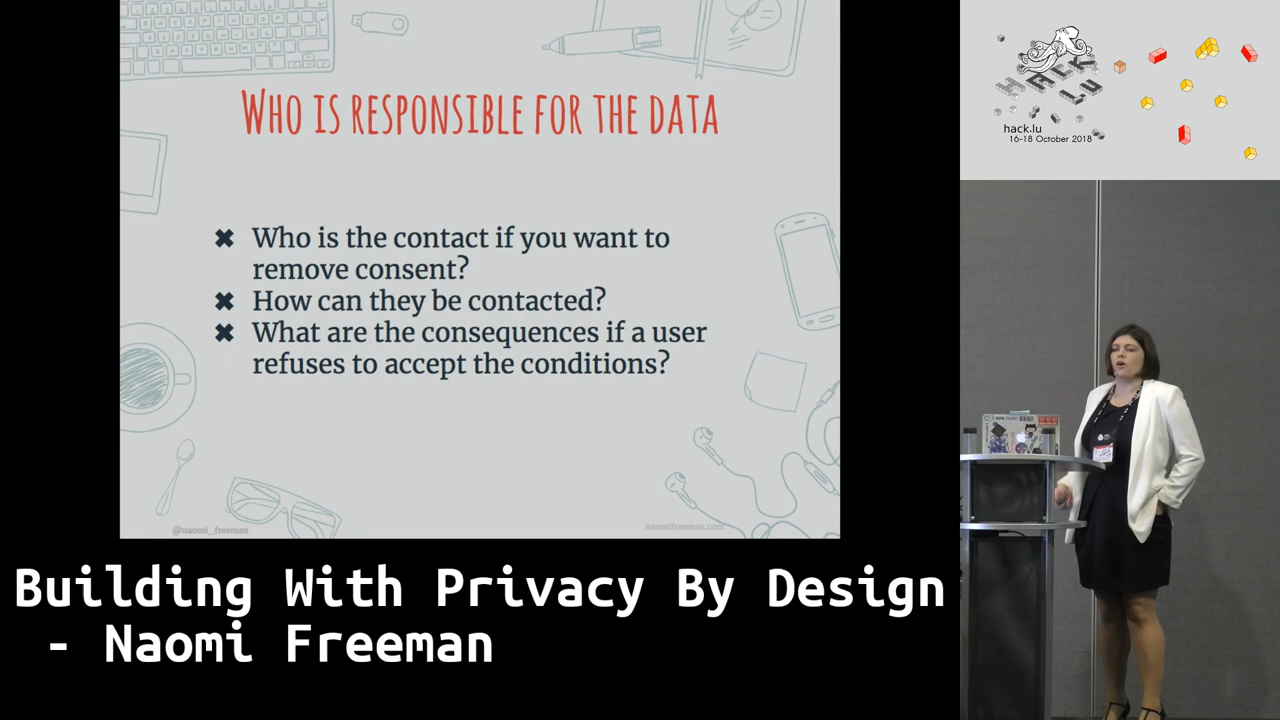 WHO IS RESPONSIBLE FOR THE DATA
✖ Who is the contact if you want to
remove consent?
✖ How can they be contacted?
✖ What are the consequences if a user
refuses to accept the conditions?
@naomi_freeman
naomifreeman.com
Building With Privacy By Design
- Naomi Freeman
HACK
LU
hack.lu
16-18 October 2018